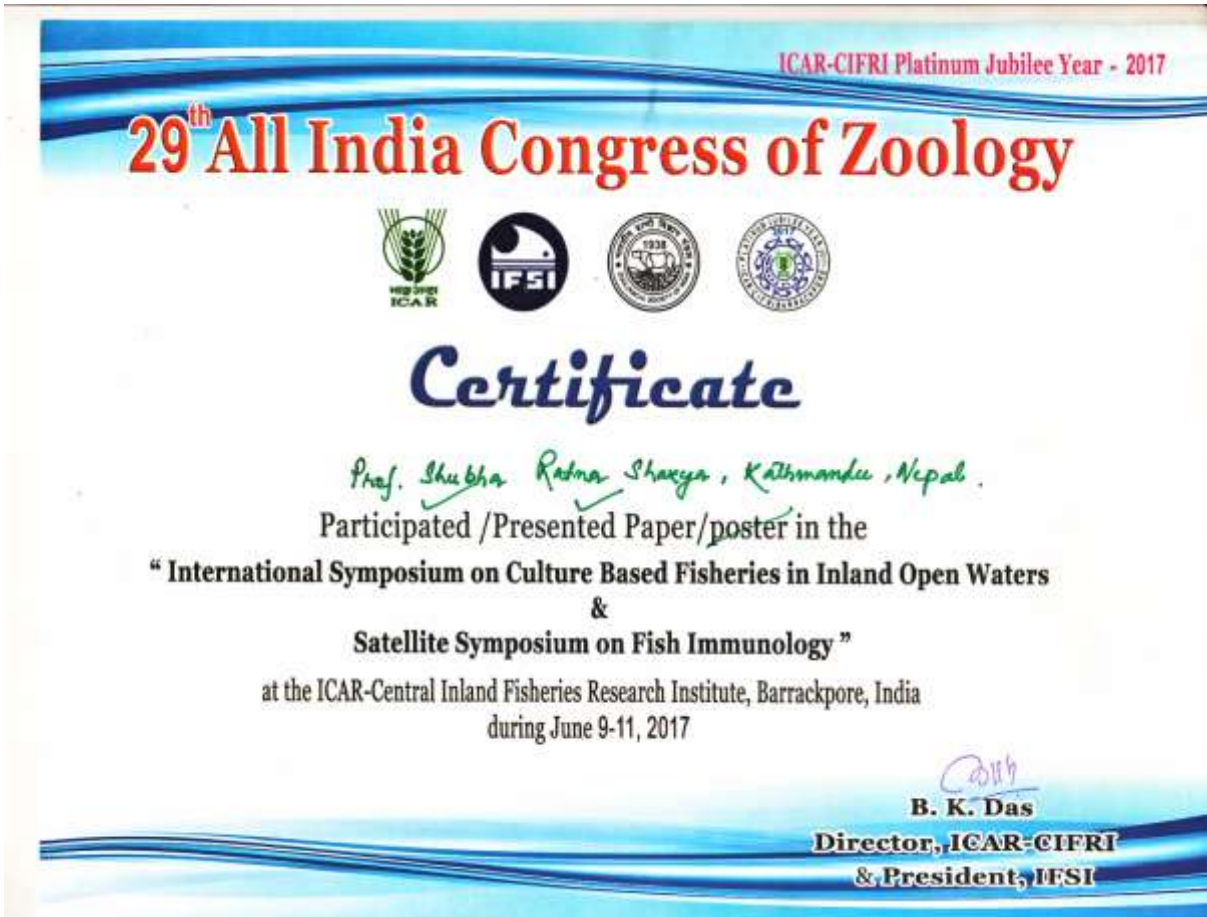 ICAR-CIFRI Platinum Jubilee Year - 2017
29th All India Congress of Zoology
ICAR
IFSI
1938
2017
Certificate
Prof. Shubha Ratna Shakya, Kathmandu, Nepal.
Participated /Presented Paper/poster in the
“ International Symposium on Culture Based Fisheries in Inland Open Waters
&
Satellite Symposium on Fish Immunology ”
at the ICAR-Central Inland Fisheries Research Institute, Barrackpore, India
during June 9-11, 2017
B. K. Das
Director, ICAR-CIFRI
& President, IFSI